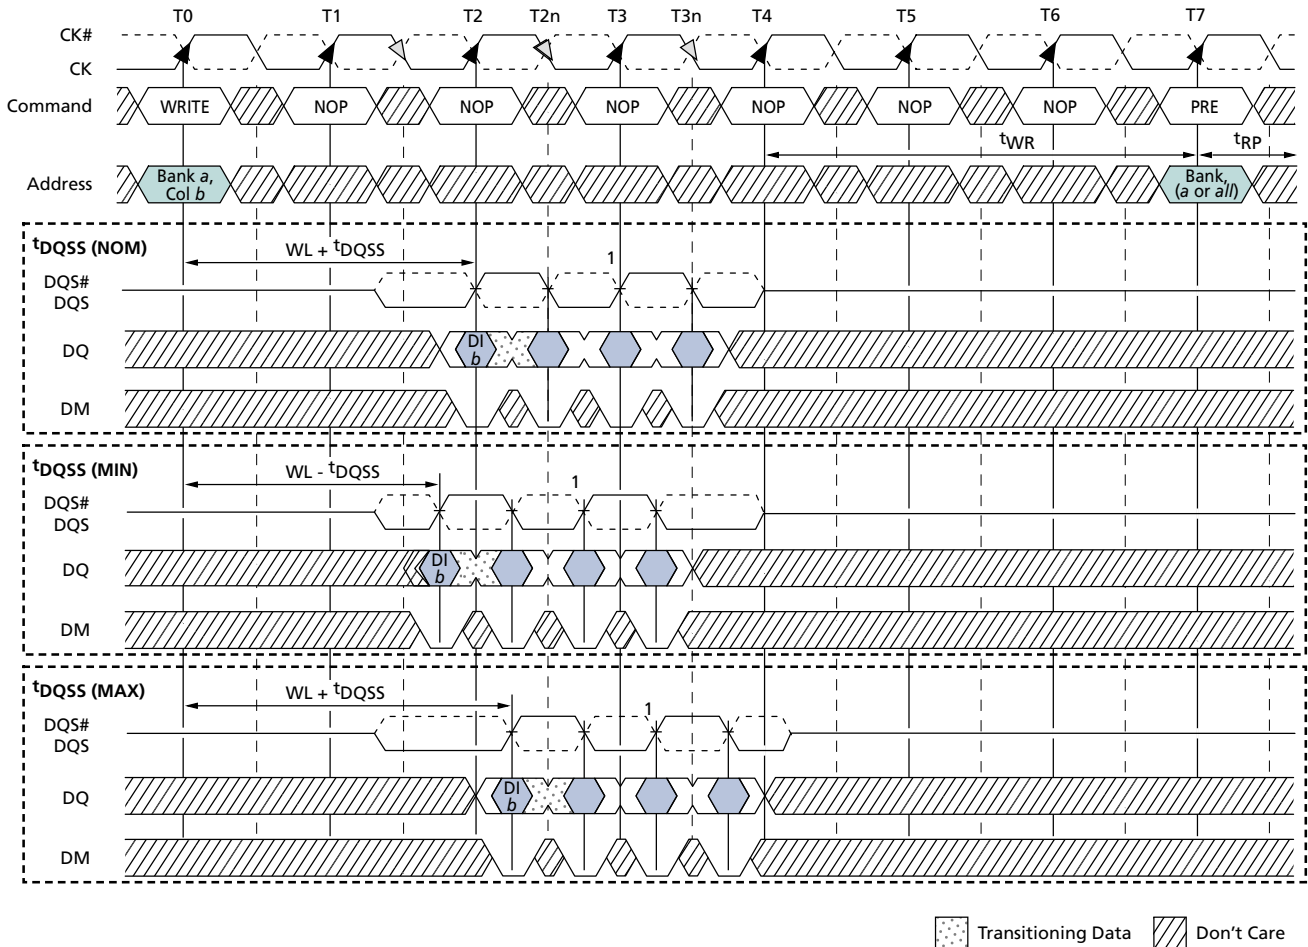 T0 T1 T2 T2n T3 T3n T4 T5 T6 T7
CK#
CK
Command WRITE NOP NOP NOP NOP NOP NOP PRE
tWR tRP
Address Bank a, Col b Bank, (a or all)
tDQSS (NOM)
WL + tDQSS
1
DQS#
DQS
DQ DI b
DM
tDQSS (MIN)
WL - tDQSS
1
DQS#
DQS
DQ DI b
DM
tDQSS (MAX)
WL + tDQSS
1
DQS#
DQS
DQ DI b
DM
Transitioning Data Don't Care